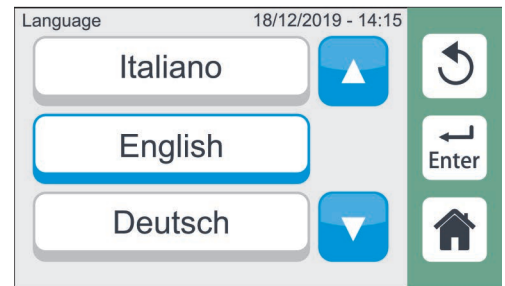 Language 18/12/2019 - 14:15
Italiano
English
Enter
Deutsch